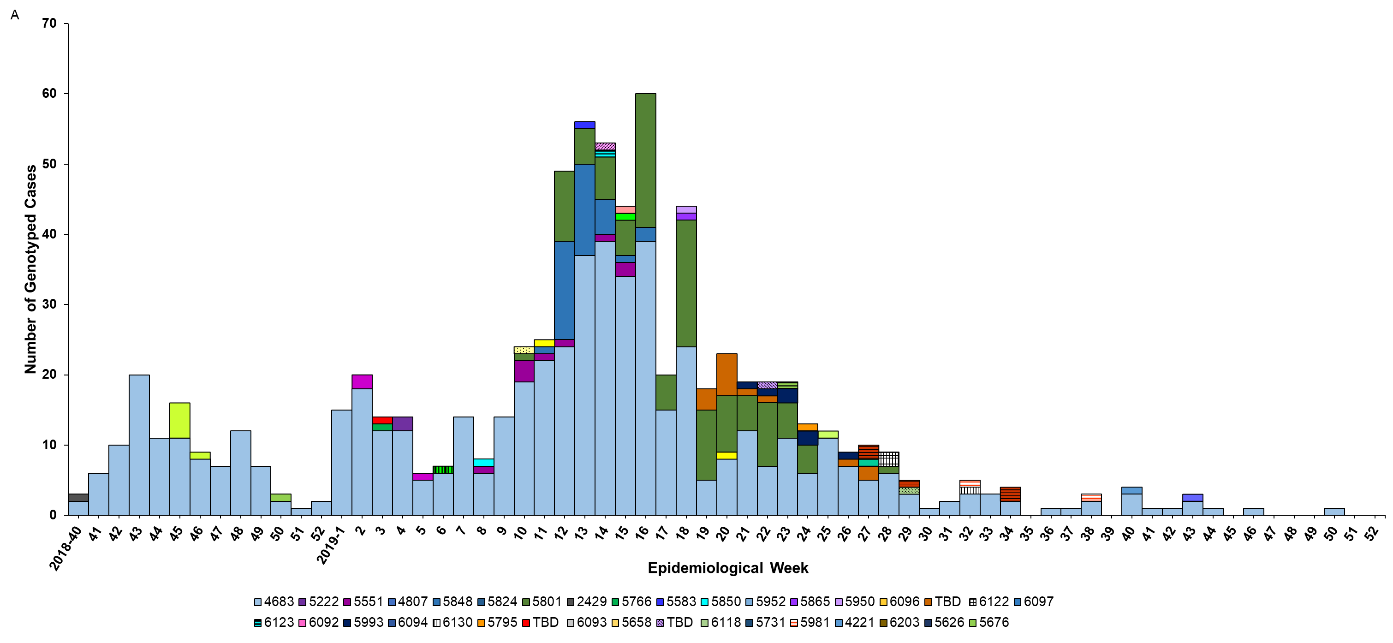 A
Number of Genotyped Cases
70
60
50
40
30
20
10
0
2018-40 41 42 43 44 45 46 47 48 49 50 51 52 2019-1 2 3 4 5 6 7 8 9 10 11 12 13 14 15 16 17 18 19 20 21 22 23 24 25 26 27 28 29 30 31 32 33 34 35 36 37 38 39 40 41 42 43 44 45 46 47 48 49 50 51 52
Epidemiological Week
4683 5222 5551 4807 5848 5824 5801 2429 5766 5583 5850 5952 5865 5950 6096 TBD 6122 6097
6123 6092 5993 6094 6130 5795 TBD 6093 5658 TBD 6118 5731 5981 4221 6203 5626 5676